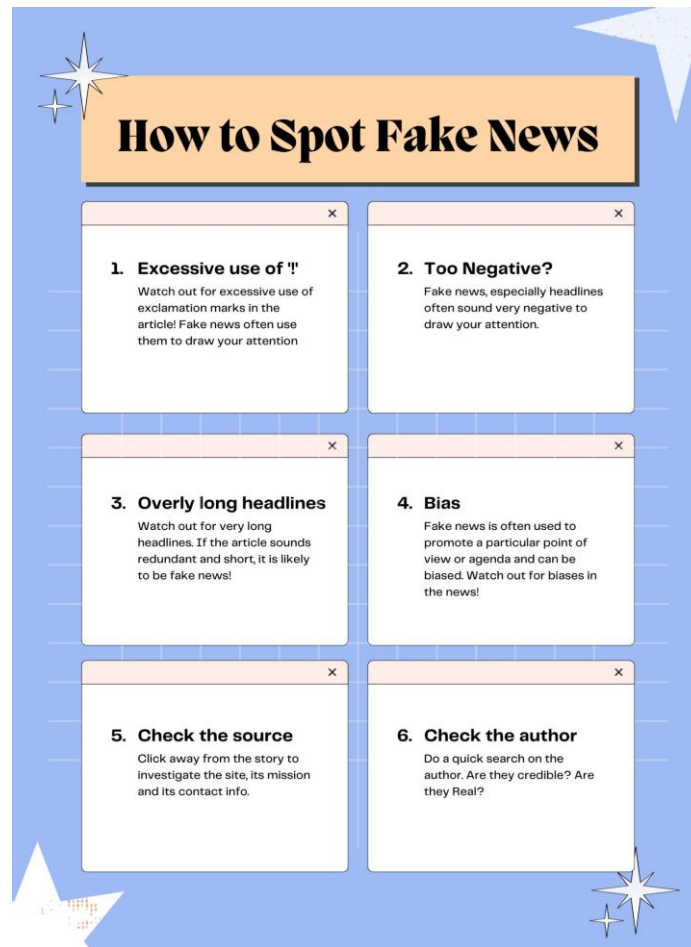 How to Spot Fake News
1. Excessive use of '!'
Watch out for excessive use of
exclamation marks in the
article! Fake news often use
them to draw your attention
2. Too Negative?
Fake news, especially headlines
often sound very negative to
draw your attention.
3. Overly long headlines
Watch out for very long
headlines. If the article sounds
redundant and short, it is likely
to be fake news!
4. Bias
Fake news is often used to
promote a particular point of
view or agenda and can be
biased. Watch out for biases in
the news!
5. Check the source
Click away from the story to
investigate the site, its mission
and its contact info.
6. Check the author
Do a quick search on the
author. Are they credible? Are
they Real?